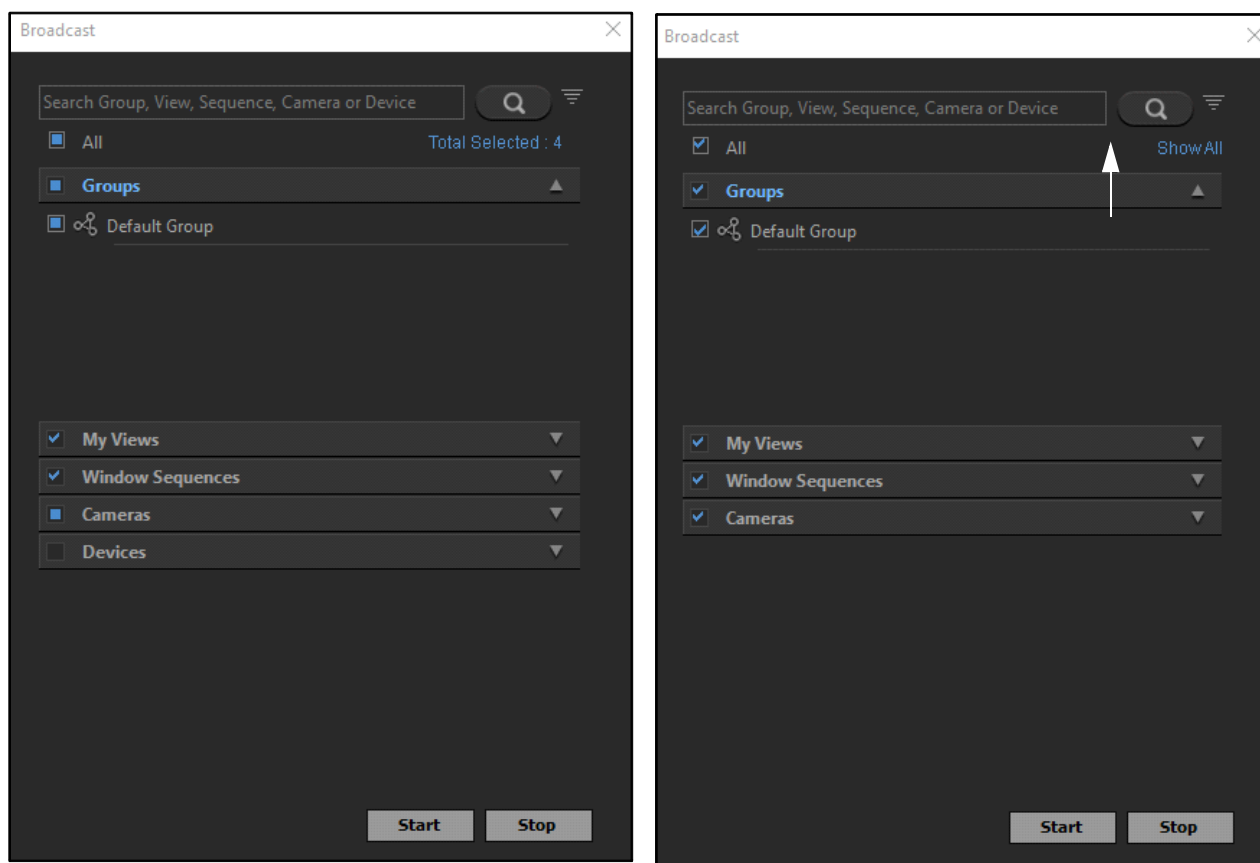 Broadcast
Search Group, View, Sequence, Camera or Device
All
Total Selected : 4
Groups
Default Group
My Views
Window Sequences
Cameras
Devices
Start
Stop
Broadcast
Search Group, View, Sequence, Camera or Device
All
Show All
Groups
Default Group
My Views
Window Sequences
Cameras
Start
Stop